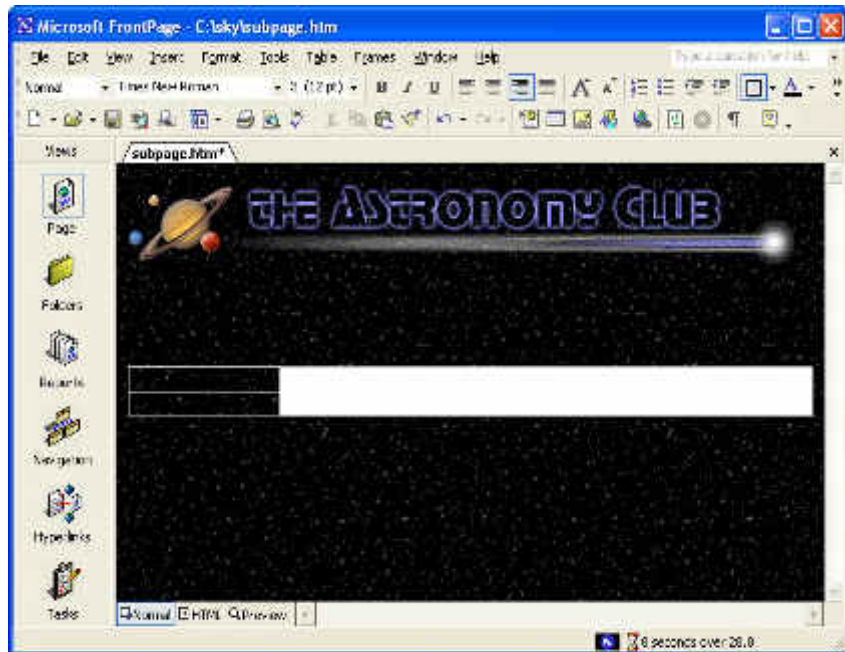 Microsoft FrontPage - C:\sky\subpage.htm
File Edit View Insert Format Tools Table Frames Window Help
Normal Times New Roman 3 (12 pt) B I U A A A
Views subpage.htm*
the Astronomy Club
Page
Folders
Reports
Navigation
Hyperlinks
Tasks
Normal HTML Preview
8 seconds over 28.8